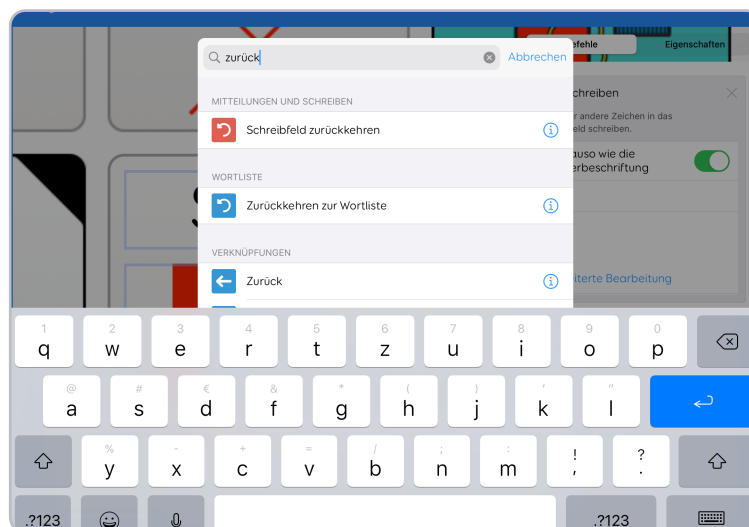 efehle
Eigenschaften
zurück
Abbrechen
chreiben
r andere Zeichen in das
eld schreiben.
MITTEILUNGEN UND SCHREIBEN
Schreibfeld zurückkehren
auso wie die
erbeschriftung
WORTLISTE
Zurückkehren zur Wortliste
VERKNÜPFUNGEN
Zurück
iterte Bearbeitung
1 2 3 4 5 6 7 8 9 0
q w e r t z u i o p
@ # € & * ( ) ' "
a s d f g h j k l
% - + = / ; : ! ?
y x c v b n m , .
.?123 .?123